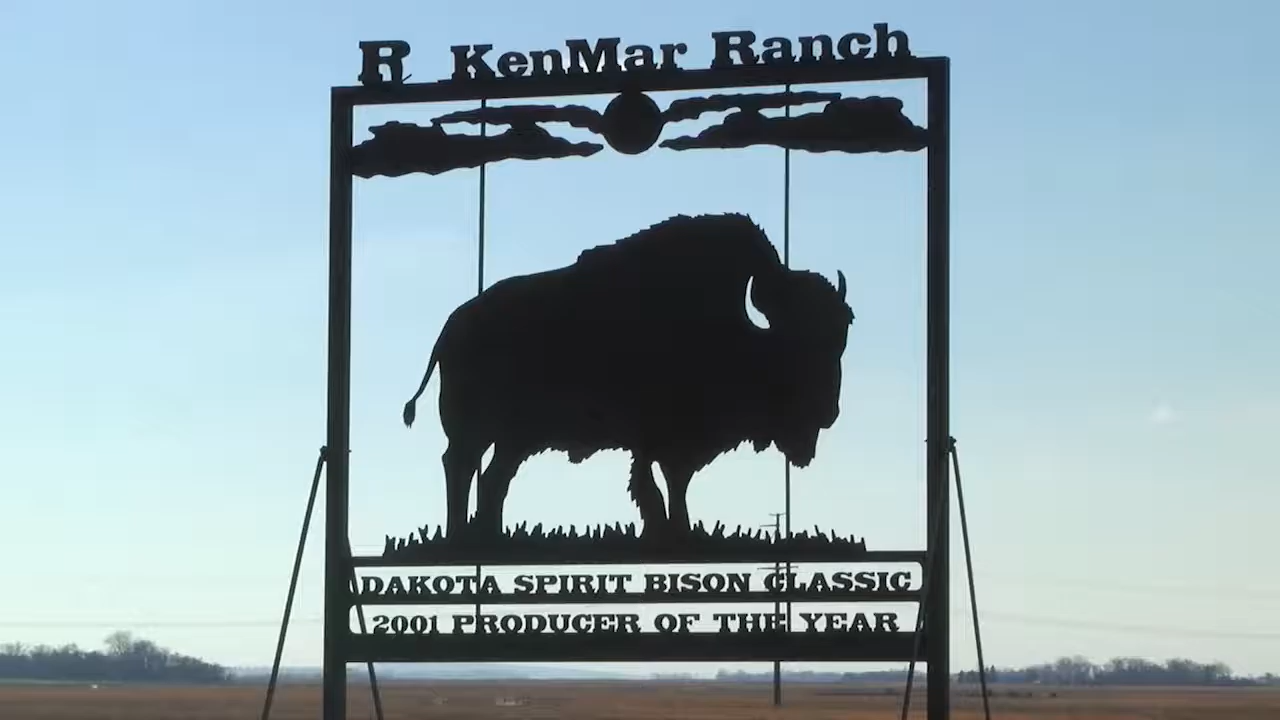 R KenMar Ranch
DAKOTA SPIRIT BISON CLASSIC
2001 PRODUCER OF THE YEAR